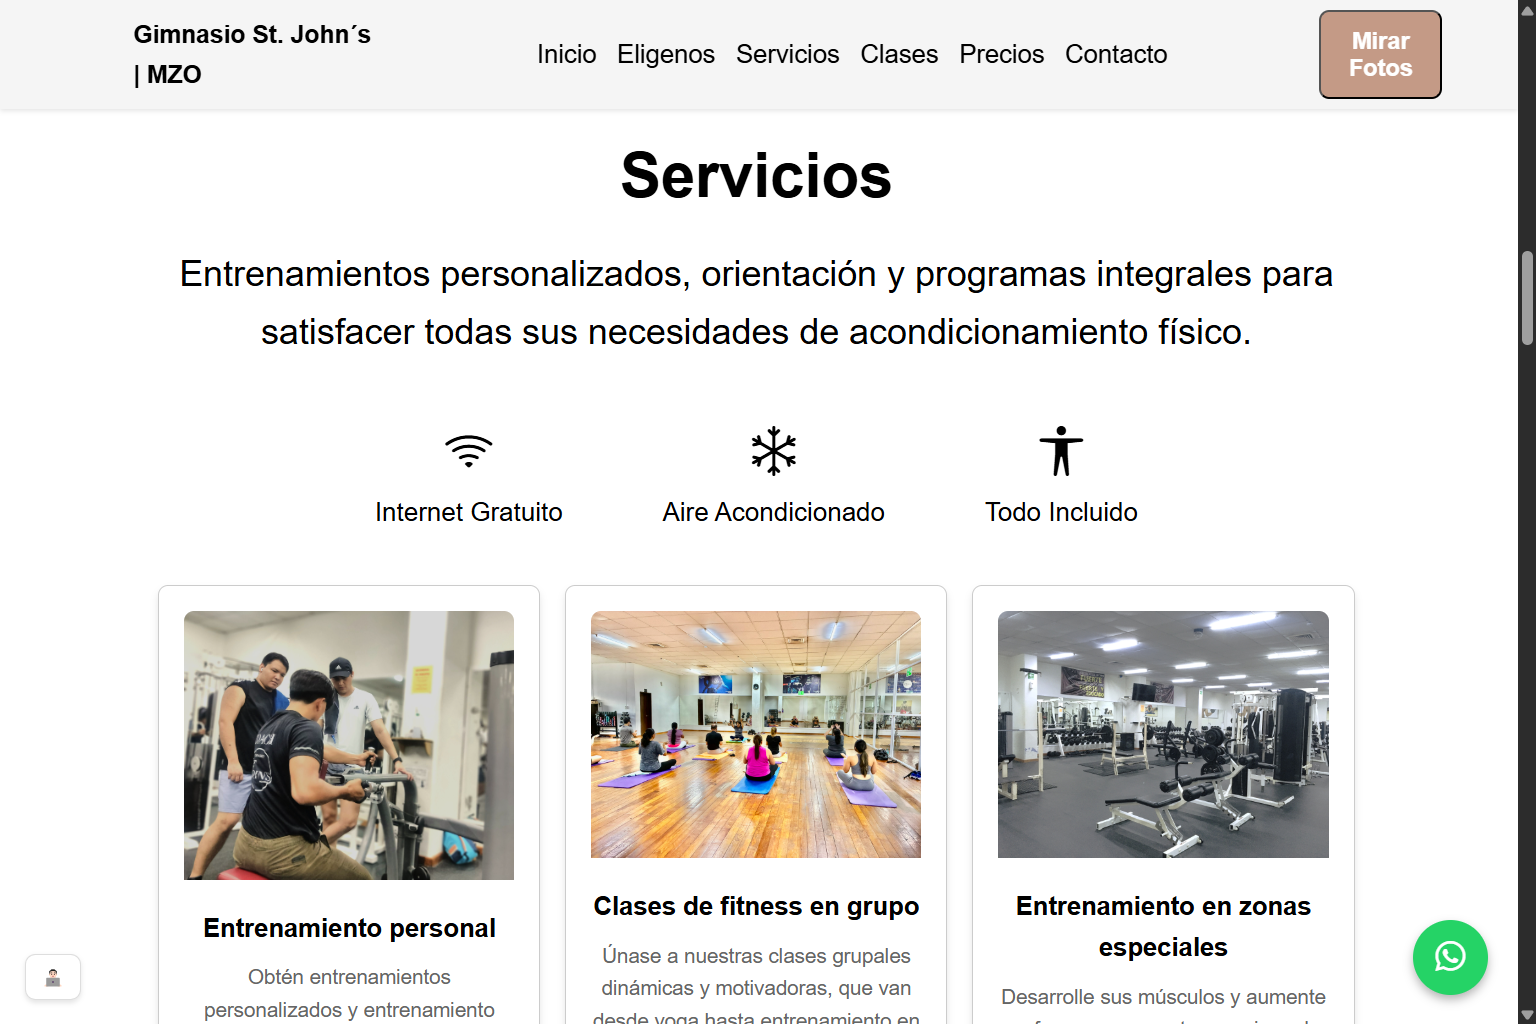 Gimnasio St. John´s
| MZO
Inicio Eligenos Servicios Clases Precios Contacto
Mirar
Fotos
Servicios
Entrenamientos personalizados, orientación y programas integrales para
satisfacer todas sus necesidades de acondicionamiento físico.
Internet Gratuito
Aire Acondicionado
Todo Incluido
Entrenamiento personal
Obtén entrenamientos
personalizados y entrenamiento
Clases de fitness en grupo
Únase a nuestras clases grupales
dinámicas y motivadoras, que van
desde yoga hasta entrenamiento en
Entrenamiento en zonas
especiales
Desarrolle sus músculos y aumente